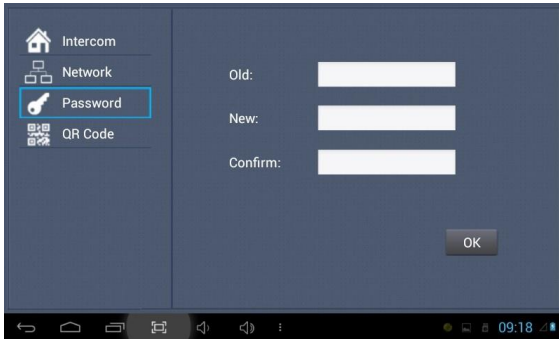 Intercom
Network
Password
QR Code
Old:
New:
Confirm:
OK
09:18